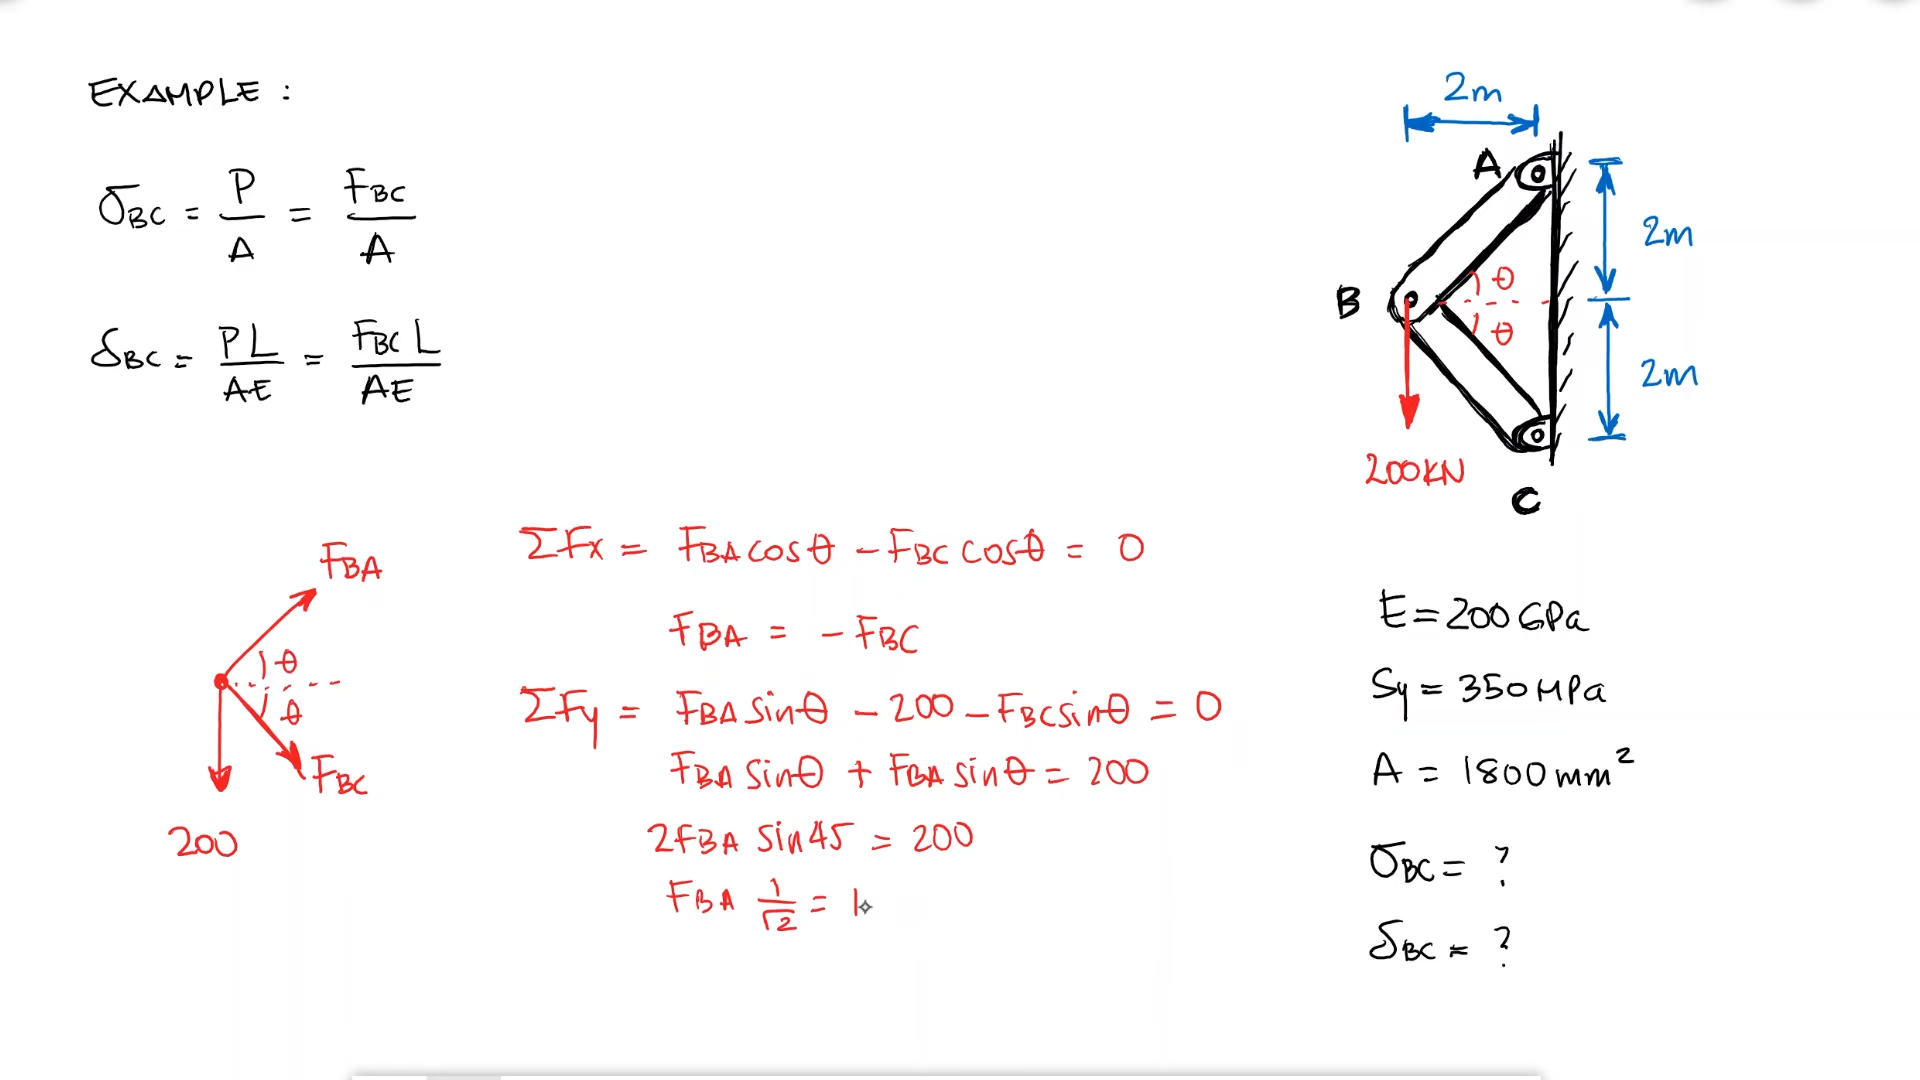 EXAMPLE :
σBC = P/A = FBC/A
δBC = PL/AE = FBC L/AE
2m
A
2m
θ
B
θ
2m
200KN
C
FBA
θ
θ
FBC
200
ΣFx = FBA cosθ - FBC cosθ = 0
FBA = - FBC
ΣFy = FBA sinθ - 200 - FBC sinθ = 0
FBA sinθ + FBA sinθ = 200
2FBA sin45 = 200
FBA 1/√2 = 1
E = 200 GPa
Sy = 350 MPa
A = 1800 mm²
σBC = ?
δBC = ?